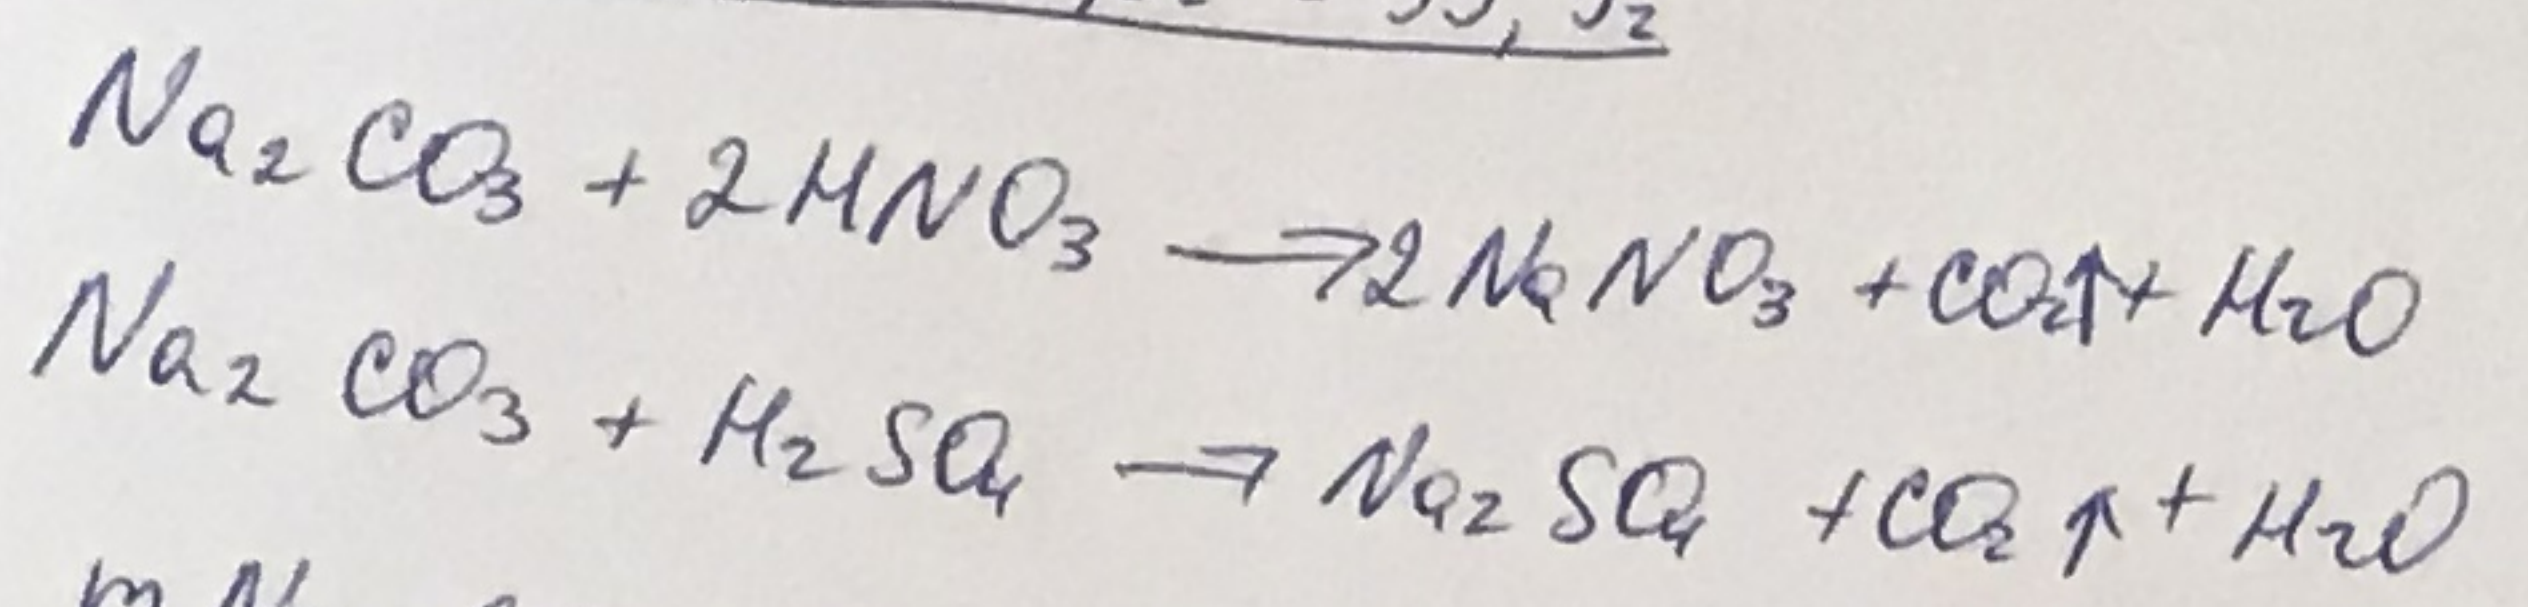 Na₂CO₃ + 2HNO₃ → 2NaNO₃ + CO₂↑ + H₂O
Na₂CO₃ + H₂SO₄ → Na₂SO₄ + CO₂↑ + H₂O